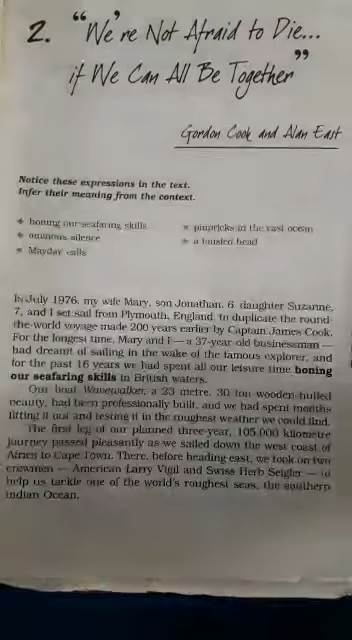 2. "We're Not Afraid to Die...
if We Can All Be Together"
Gordon Cook and Alan East
Notice these expressions in the text.
Infer their meaning from the context.
honing our seafaring skills
ominous silence
Mayday calls
pinpricks in the vast ocean
a tousled head
In July 1976, my wife Mary, son Jonathan, 6, daughter Suzanne,
7, and I set sail from Plymouth, England, to duplicate the round-
the-world voyage made 200 years earlier by Captain James Cook.
For the longest time, Mary and I — a 37-year-old businessman —
had dreamt of sailing in the wake of the famous explorer, and
for the past 16 years we had spent all our leisure time honing
our seafaring skills in British waters.
Our boat Wavewalker, a 23 metre, 30 ton wooden-hulled
beauty, had been professionally built, and we had spent months
fitting it out and testing it in the roughest weather we could find.
The first leg of our planned three-year, 105,000 kilometre
journey passed pleasantly as we sailed down the west coast of
Africa to Cape Town. There, before heading east, we took on two
crewmen — American Larry Vigil and Swiss Herb Seigler — to
help us tackle one of the world's roughest seas, the southern
Indian Ocean.